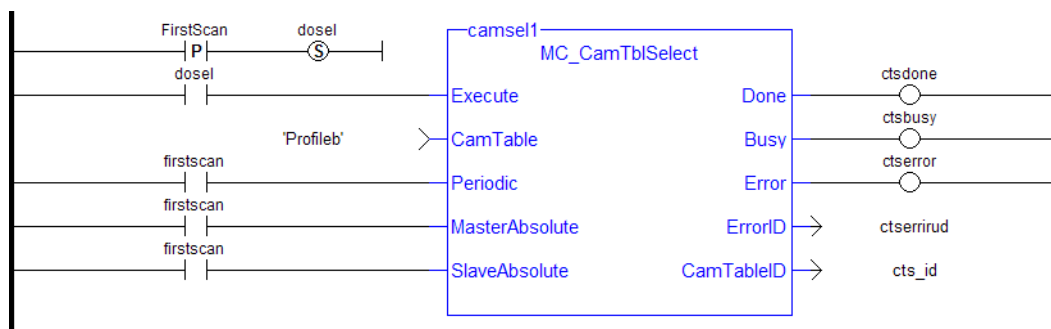 FirstScan dosel
P S
camsel1
MC_CamTblSelect
dosel
ctsdone
Execute Done
ctsbusy
'Profileb' CamTable Busy
firstscan
ctserror
Periodic Error
firstscan
MasterAbsolute ErrorID ctserrirud
firstscan
SlaveAbsolute CamTableID cts_id